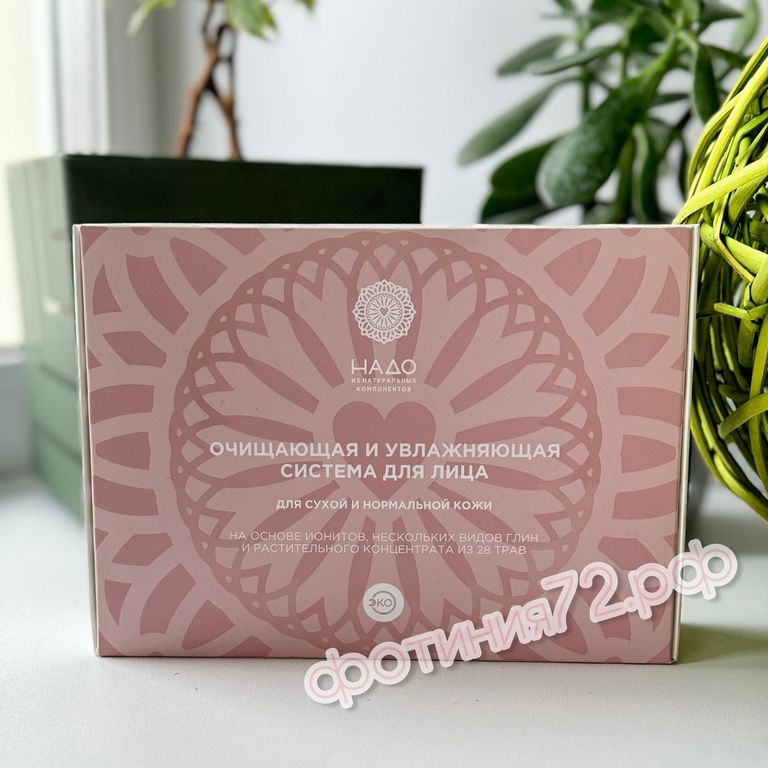 НАДО
ИЗ НАТУРАЛЬНЫХ
КОМПОНЕНТОВ
ОЧИЩАЮЩАЯ И УВЛАЖНЯЮЩАЯ
СИСТЕМА ДЛЯ ЛИЦА
ДЛЯ СУХОЙ И НОРМАЛЬНОЙ КОЖИ
НА ОСНОВЕ ИОНИТОВ, НЕСКОЛЬКИХ ВИДОВ ГЛИН
И РАСТИТЕЛЬНОГО КОНЦЕНТРАТА ИЗ 28 ТРАВ
ЭКО
фотиния72.рф